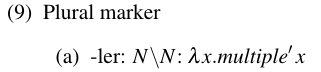 (9) Plural marker
(a) -ler: N\N: λx.multiple′x